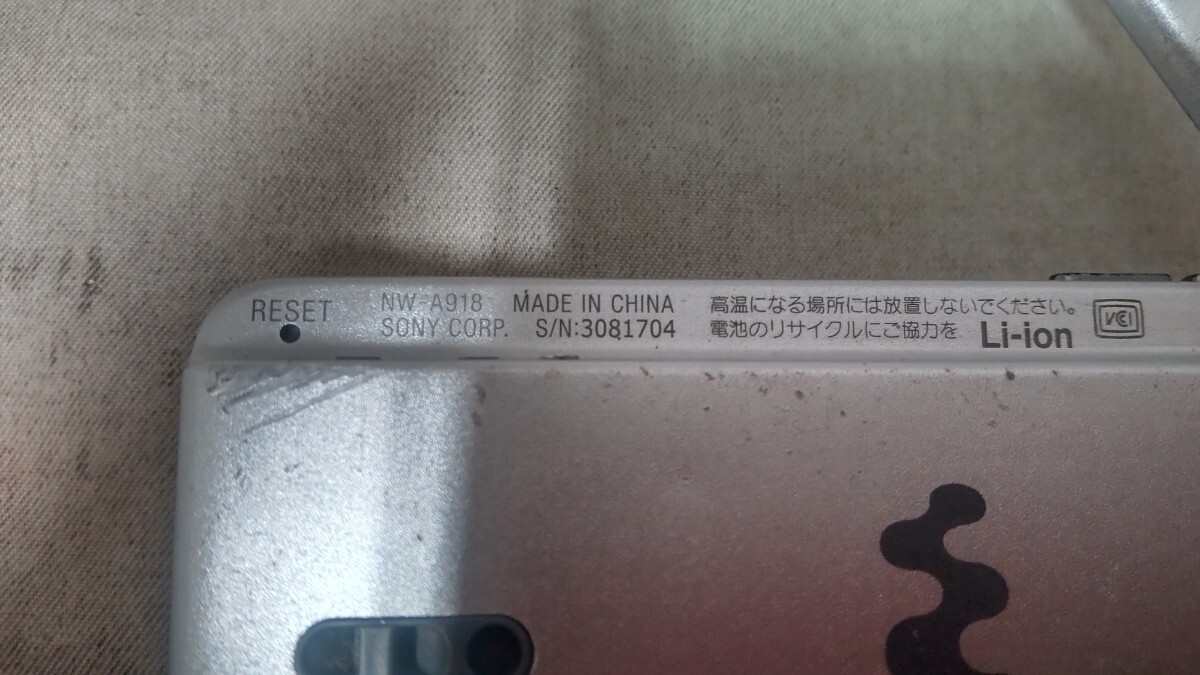 RESET
NW-A918 MADE IN CHINA
SONY CORP. S/N:3081704
高温になる場所には放置しないでください。
電池のリサイクルにご協力を Li-ion
VCI